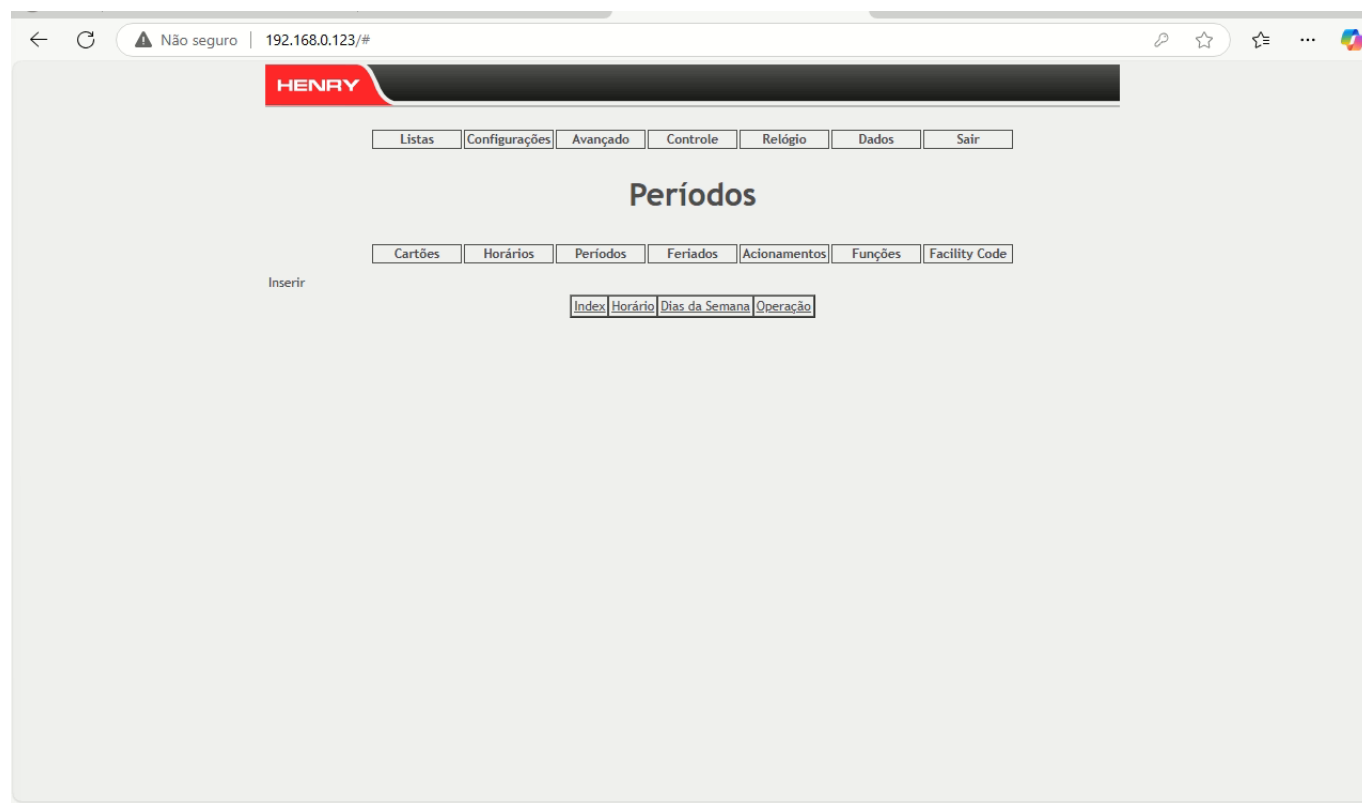 Não seguro | 192.168.0.123/#
HENRY
Listas Configurações Avançado Controle Relógio Dados Sair
Períodos
Cartões Horários Períodos Feriados Acionamentos Funções Facility Code
Inserir
Index Horário Dias da Semana Operação